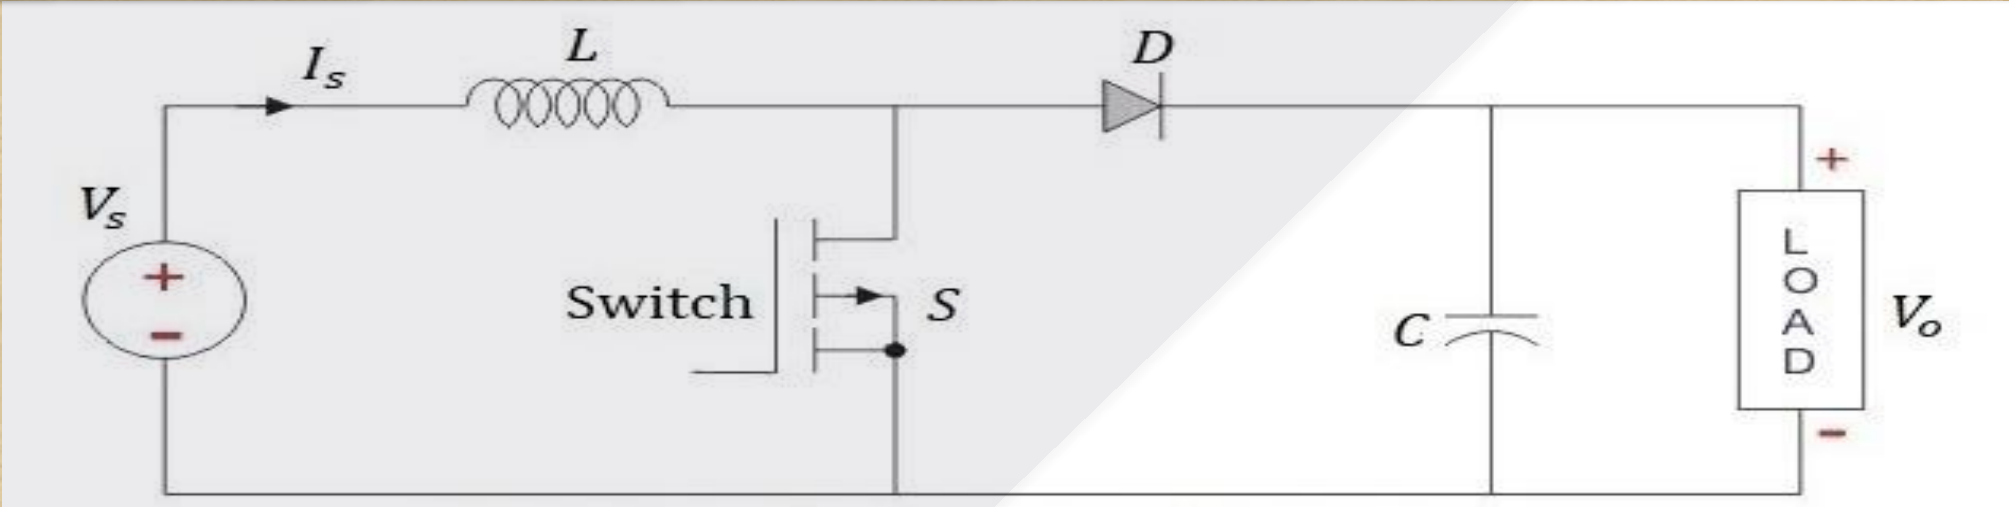 I_s
L
D
V_s
+
−
Switch
S
C
+
LOAD
−
V_o